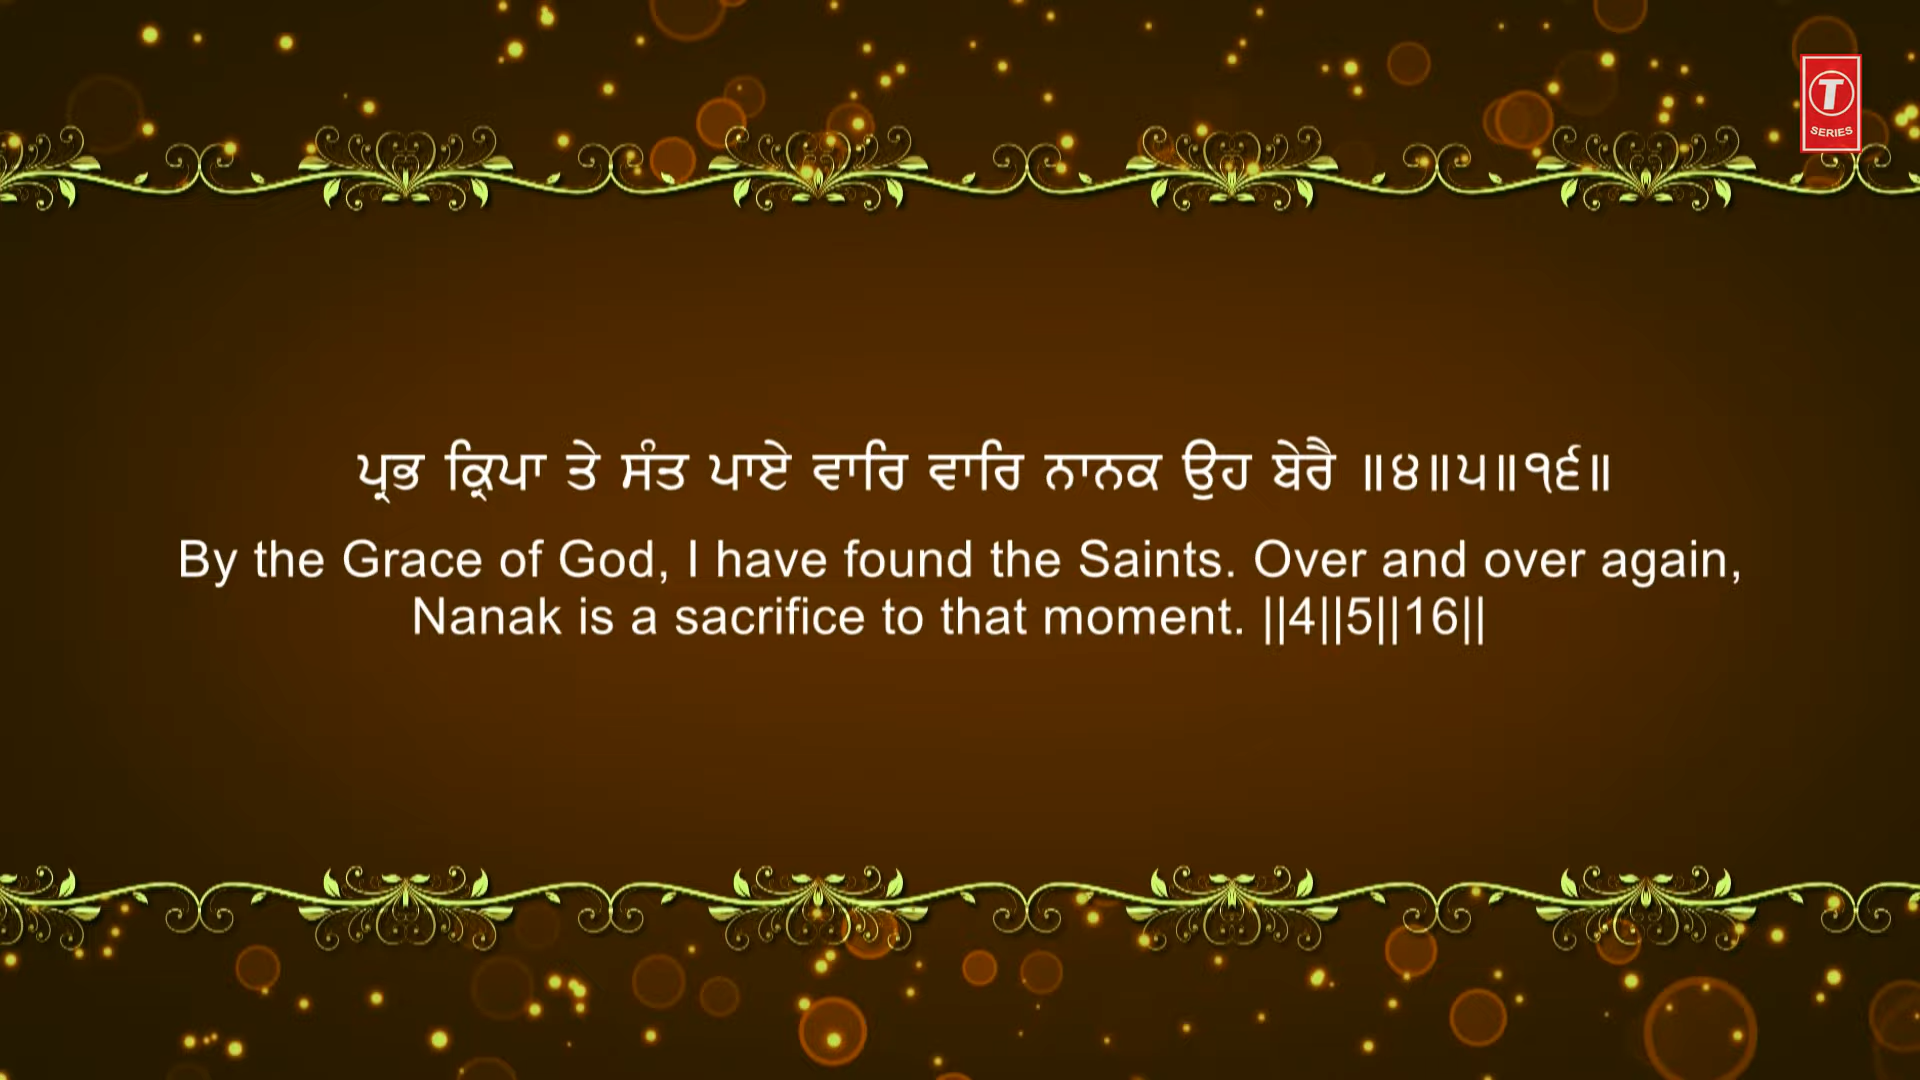 T
SERIES
ਪ੍ਰਭ ਕ੍ਰਿਪਾ ਤੇ ਸੰਤ ਪਾਏ ਵਾਰਿ ਵਾਰਿ ਨਾਨਕ ਉਹ ਬੇਰੈ ॥੪॥੫॥੧੬॥
By the Grace of God, I have found the Saints. Over and over again,
Nanak is a sacrifice to that moment. ||4||5||16||